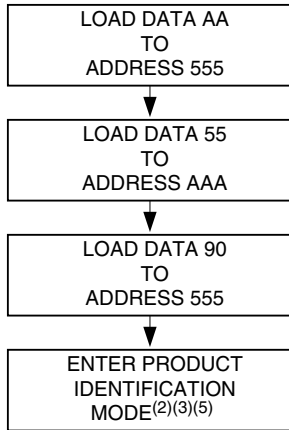 LOAD DATA AA
TO
ADDRESS 555
LOAD DATA 55
TO
ADDRESS AAA
LOAD DATA 90
TO
ADDRESS 555
ENTER PRODUCT
IDENTIFICATION
MODE(2)(3)(5)